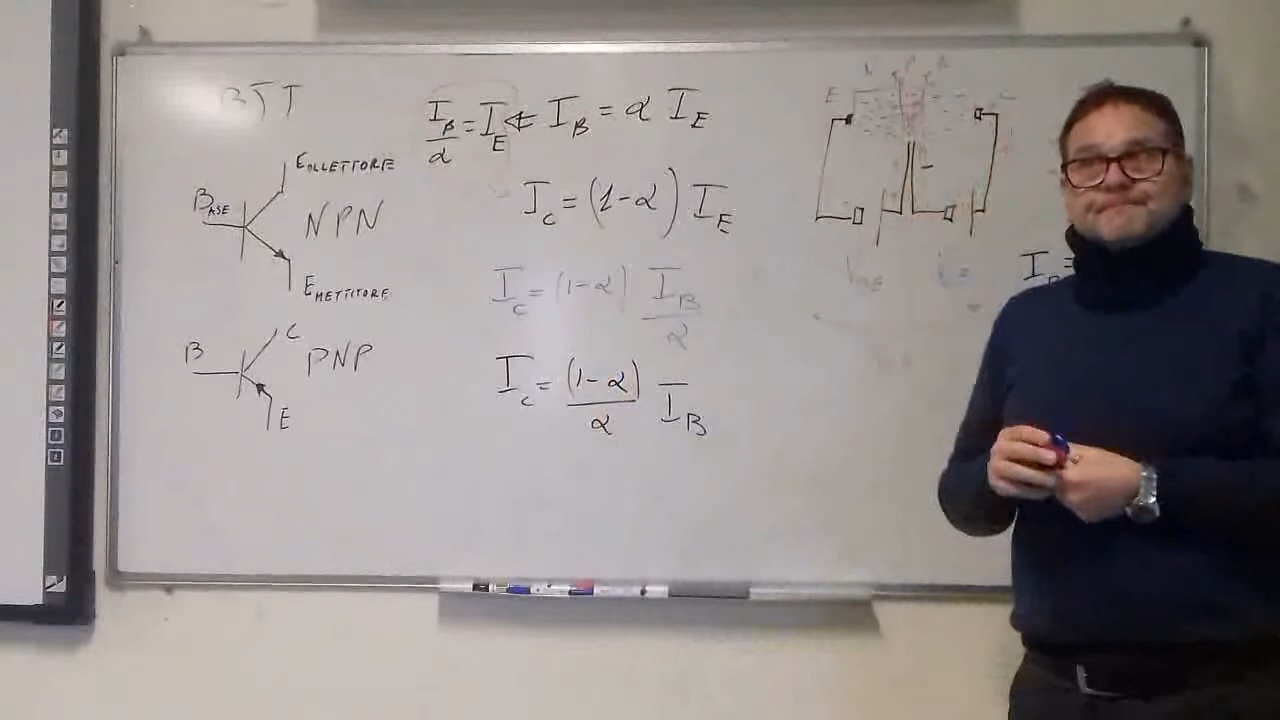 BJT
COLLETTORE
BASE
NPN
EMETTITORE
B
C
PNP
E
I_B/α = I_E ⇐ I_B = α I_E
I_C = (1-α) I_E
I_C = (1-α) I_B/α
I_C = (1-α)/α I_B
E